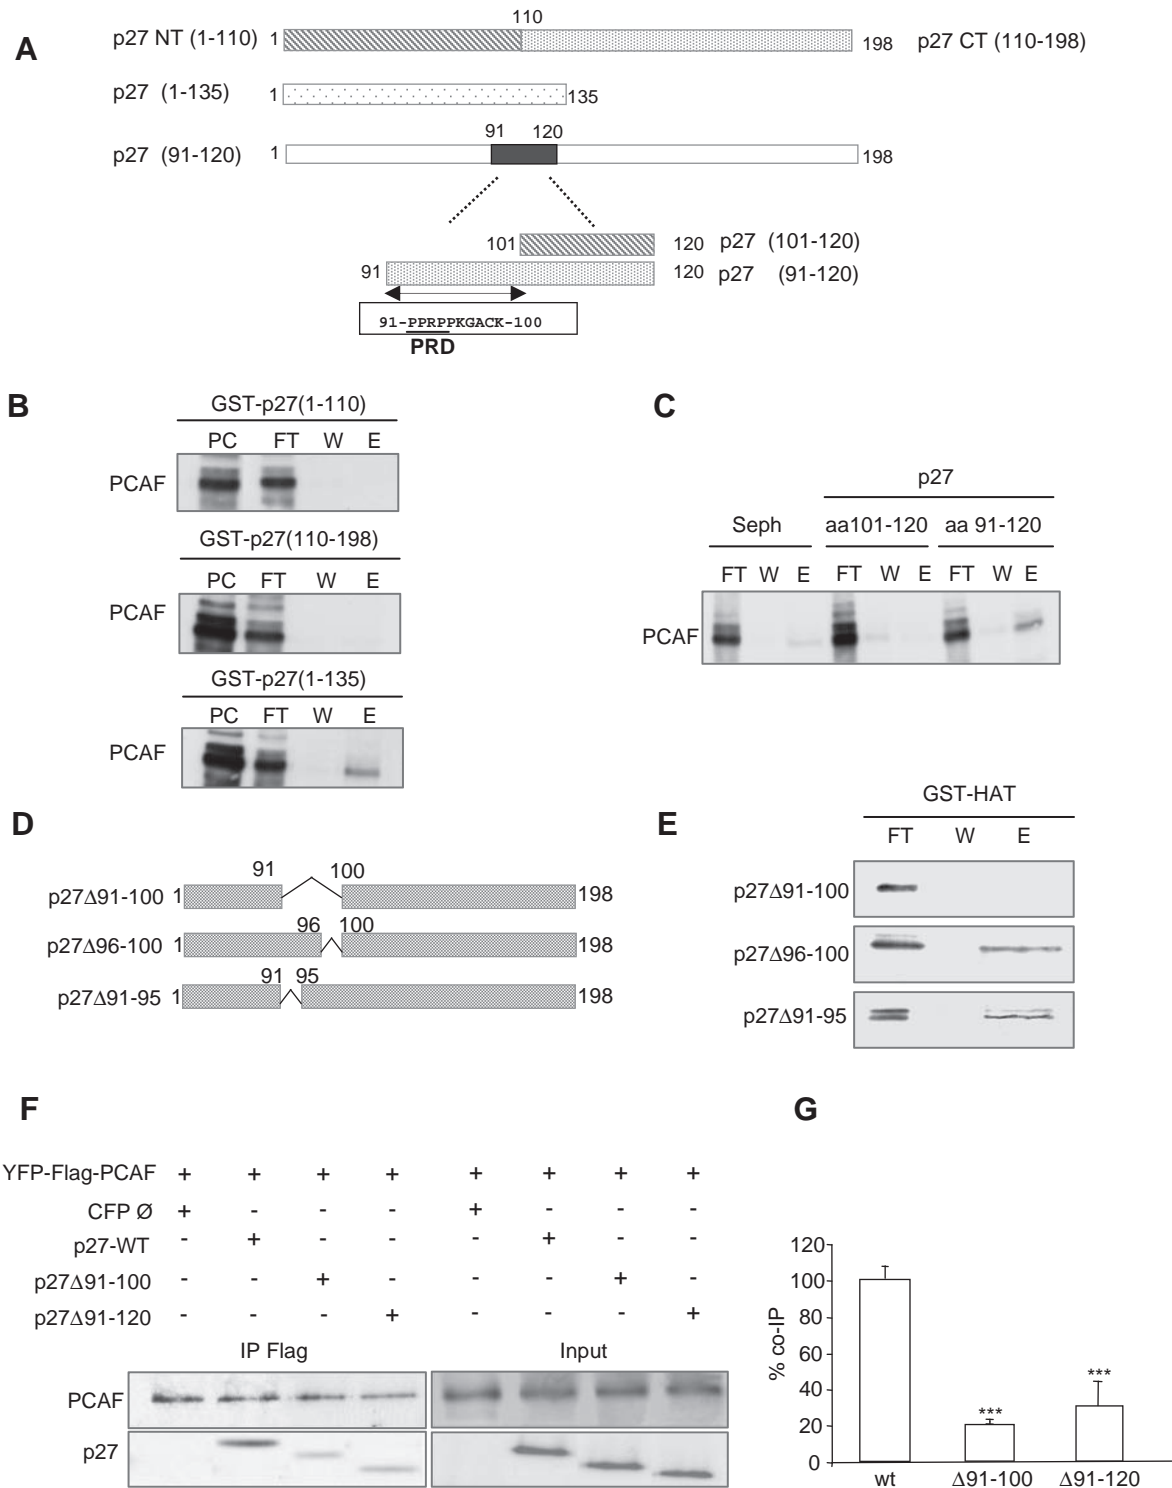 A
110
p27 NT (1-110) 1 198 p27 CT (110-198)
p27 (1-135) 1 135
91 120
p27 (91-120) 1 198
101 120 p27 (101-120)
91 120 p27 (91-120)
91-PPRPPKGACK-100
PRD
B
GST-p27(1-110)
PC FT W E
PCAF
GST-p27(110-198)
PC FT W E
PCAF
GST-p27(1-135)
PC FT W E
PCAF
C
p27
Seph aa101-120 aa 91-120
FT W E FT W E FT W E
PCAF
D
91 100
p27Δ91-100 1 198
96 100
p27Δ96-100 1 198
91 95
p27Δ91-95 1 198
E
GST-HAT
FT W E
p27Δ91-100
p27Δ96-100
p27Δ91-95
F
YFP-Flag-PCAF + + + + + + + +
CFP Ø + - - - + - - -
p27-WT - + - - - + - -
p27Δ91-100 - - + - - - + -
p27Δ91-120 - - - + - - - +
IP Flag Input
PCAF
p27
G
% co-IP
120
100
80
60
40
20
0
*** ***
wt Δ91-100 Δ91-120